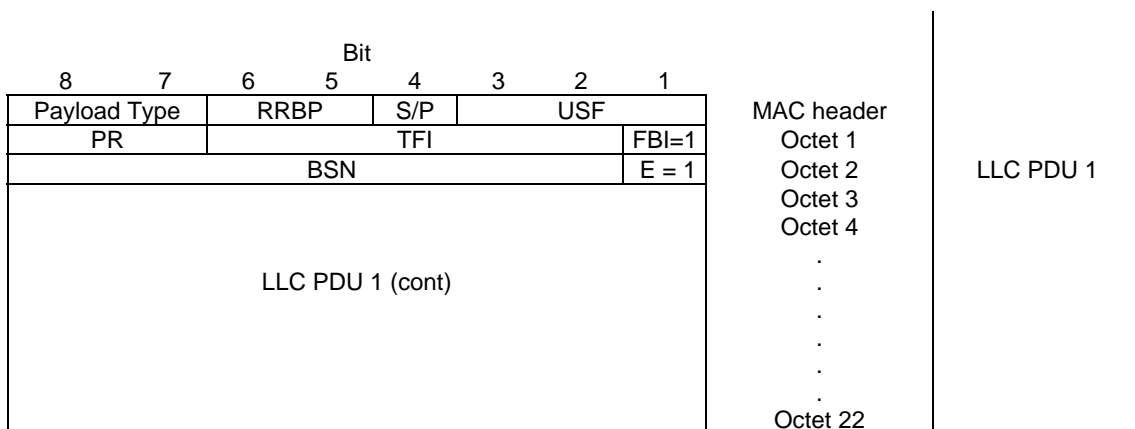 Bit
8 7 6 5 4 3 2 1
Payload Type RRBP S/P USF MAC header
PR TFI FBI=1 Octet 1
BSN E = 1 Octet 2 LLC PDU 1
Octet 3
Octet 4
.
LLC PDU 1 (cont) .
.
.
.
.
Octet 22